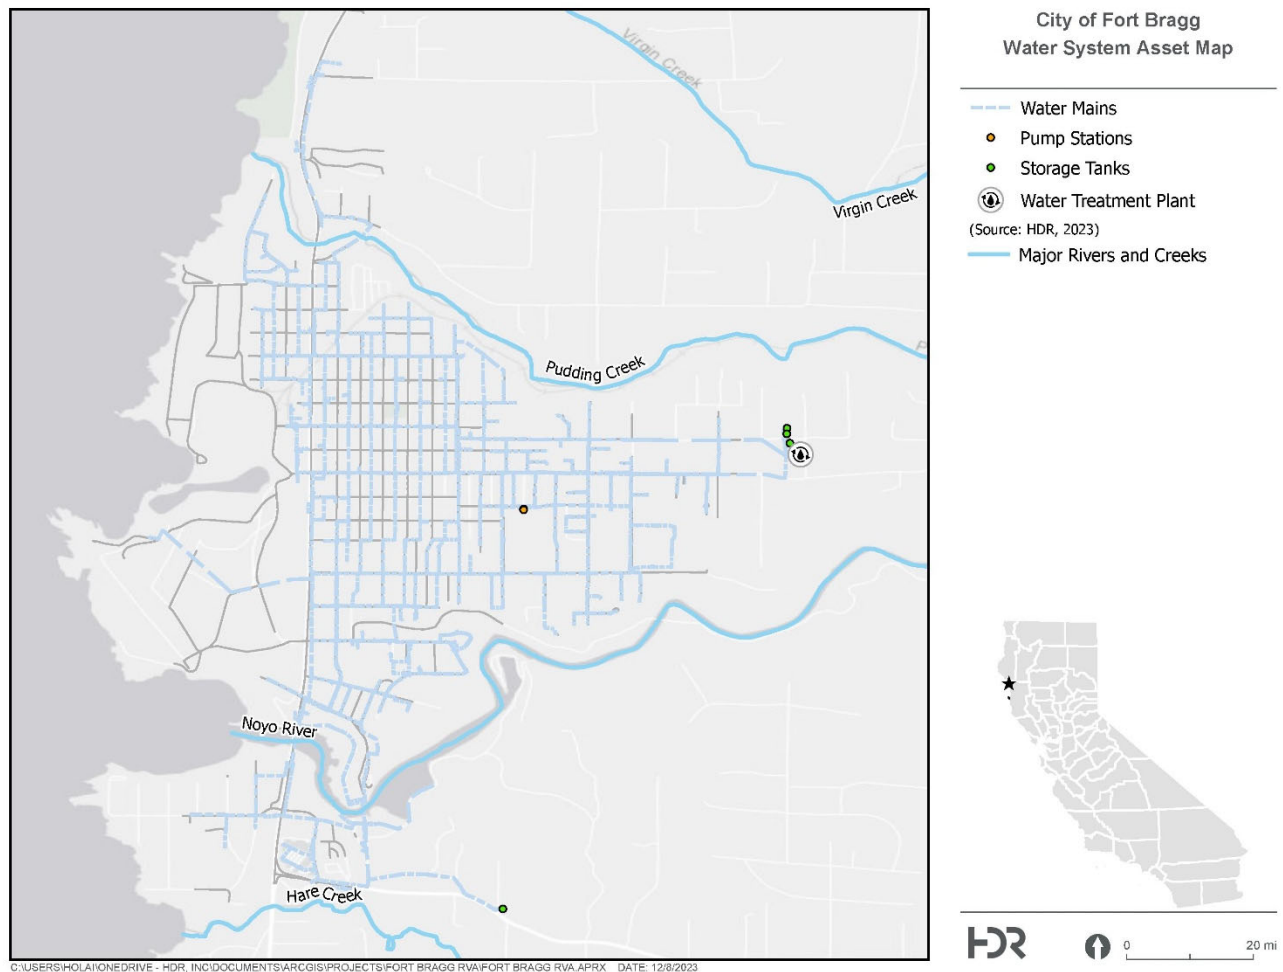 City of Fort Bragg
Water System Asset Map
Water Mains
Pump Stations
Storage Tanks
Water Treatment Plant
(Source: HDR, 2023)
Major Rivers and Creeks
Virgin Creek
Virgin Creek
Pudding Creek
P
Noyo River
Hare Creek
HDR
0 20 mi
C:\USERS\HOLAI\ONEDRIVE - HDR, INC\DOCUMENTS\ARCGIS\PROJECTS\FORT BRAGG RVA\FORT BRAGG RVA.APRX DATE: 12/8/2023